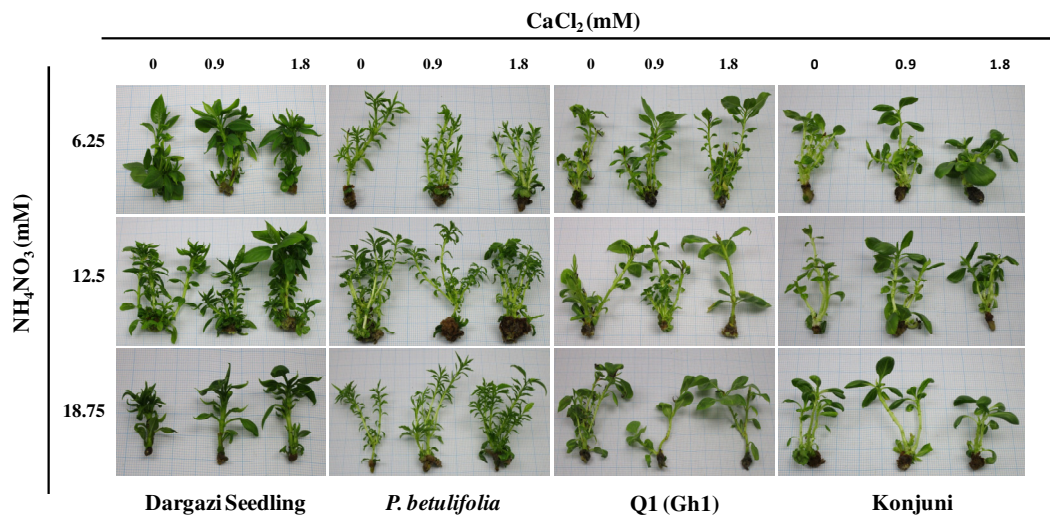 CaCl₂ (mM)
0 0.9 1.8 0 0.9 1.8 0 0.9 1.8 0 0.9 1.8
NH₄NO₃ (mM)
6.25
12.5
18.75
Dargazi Seedling P. betulifolia Q1 (Gh1) Konjuni